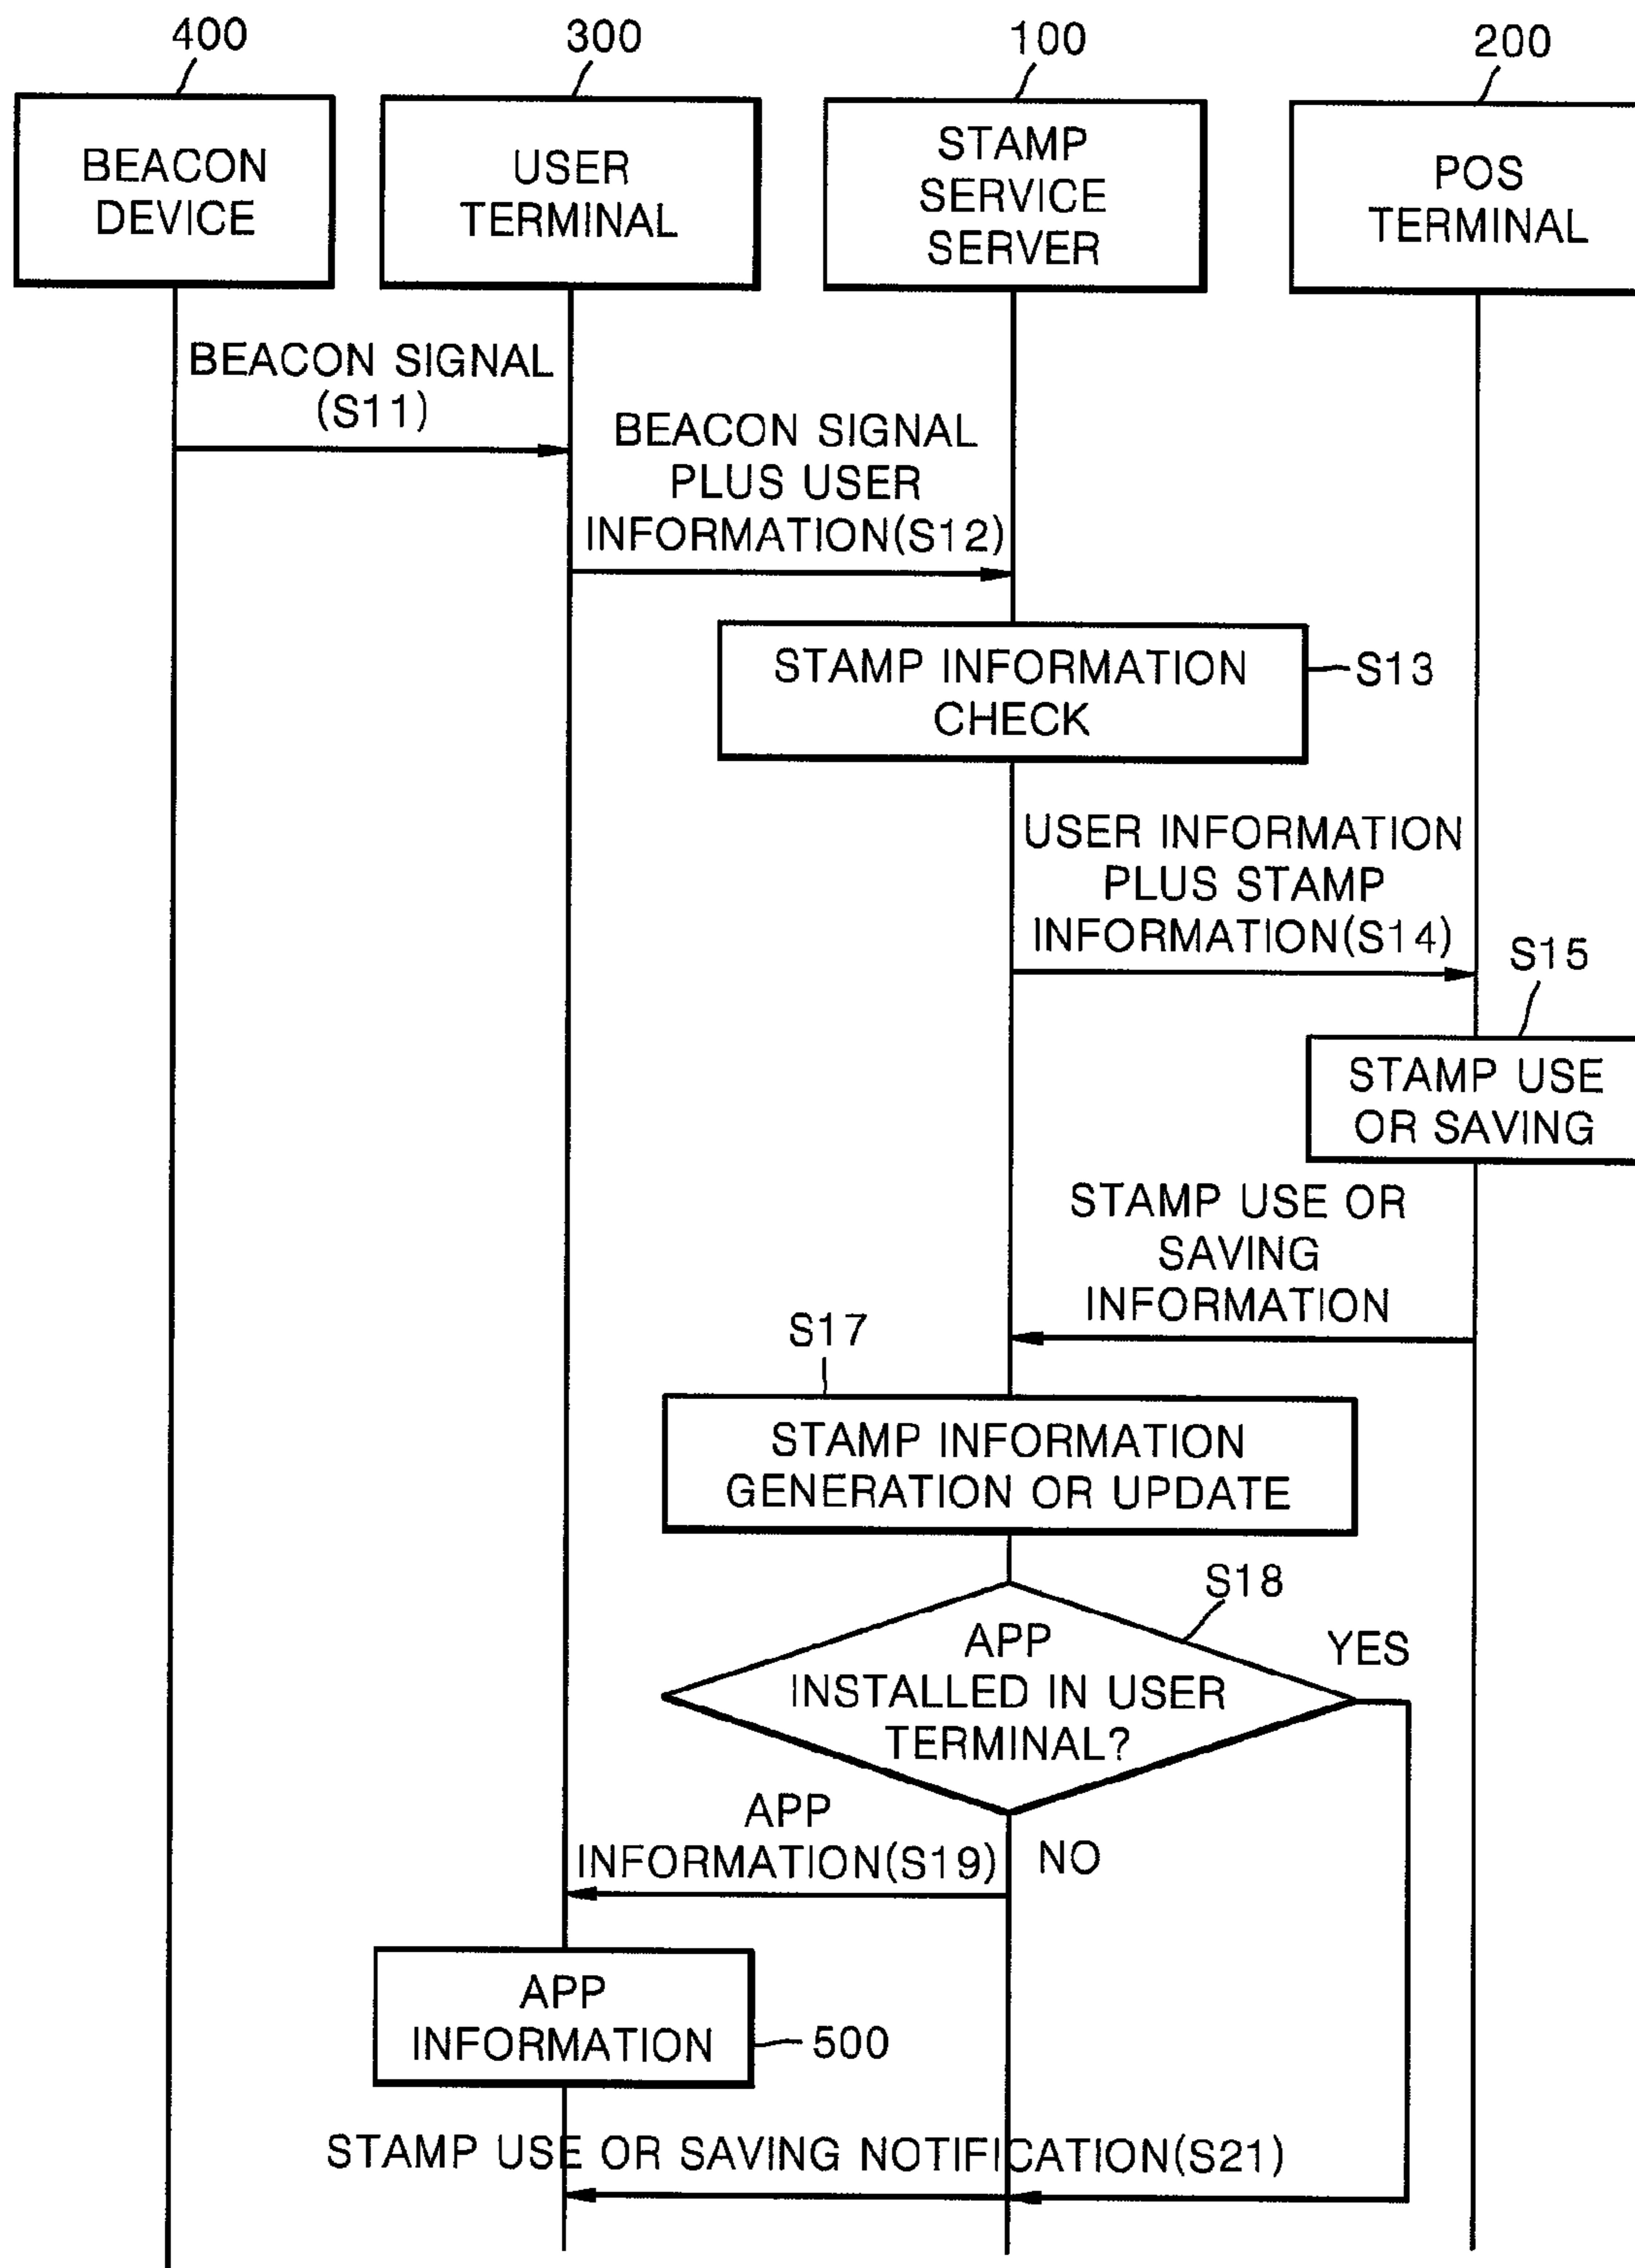 400
300
100
200
BEACON
DEVICE
USER
TERMINAL
STAMP
SERVICE
SERVER
POS
TERMINAL
BEACON SIGNAL
(S11)
BEACON SIGNAL
PLUS USER
INFORMATION(S12)
STAMP INFORMATION
CHECK
S13
USER INFORMATION
PLUS STAMP
INFORMATION(S14)
S15
STAMP USE
OR SAVING
STAMP USE OR
SAVING
INFORMATION
S17
STAMP INFORMATION
GENERATION OR UPDATE
S18
APP
INSTALLED IN USER
TERMINAL?
YES
APP
INFORMATION(S19)
NO
APP
INFORMATION
500
STAMP USE OR SAVING NOTIFICATION(S21)